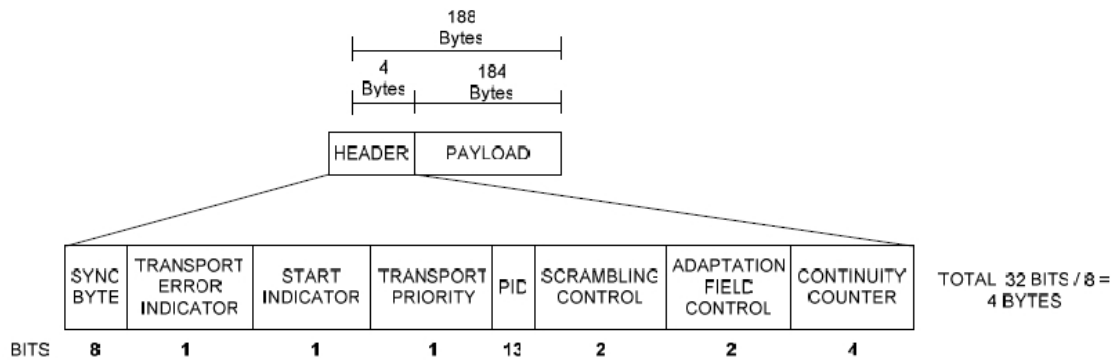 188
Bytes
4
Bytes
184
Bytes
HEADER
PAYLOAD
SYNC
BYTE
TRANSPORT
ERROR
INDICATOR
START
INDICATOR
TRANSPORT
PRIORITY
PID
SCRAMBLING
CONTROL
ADAPTATION
FIELD
CONTROL
CONTINUITY
COUNTER
TOTAL 32 BITS / 8 =
4 BYTES
BITS 8 1 1 1 13 2 2 4